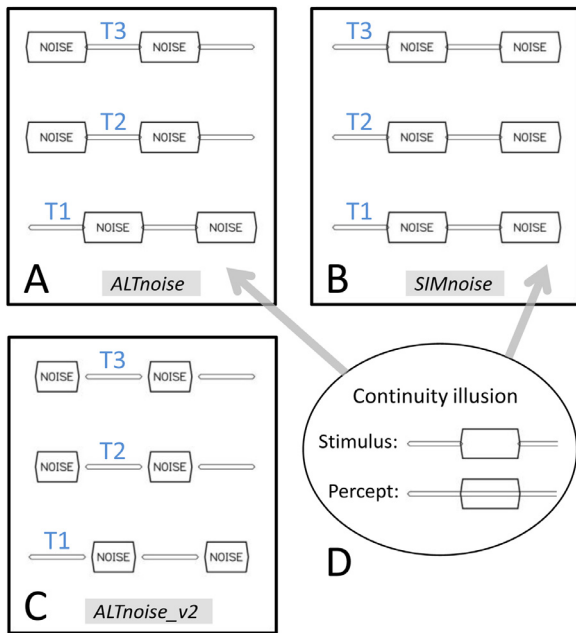 T3
NOISE NOISE
T2
NOISE NOISE
T1
NOISE NOISE
A ALTnoise
T3
NOISE NOISE
T2
NOISE NOISE
T1
NOISE NOISE
B SIMnoise
T3
NOISE NOISE
T2
NOISE NOISE
T1
NOISE NOISE
C ALTnoise_v2
Continuity illusion
Stimulus:
Percept:
D